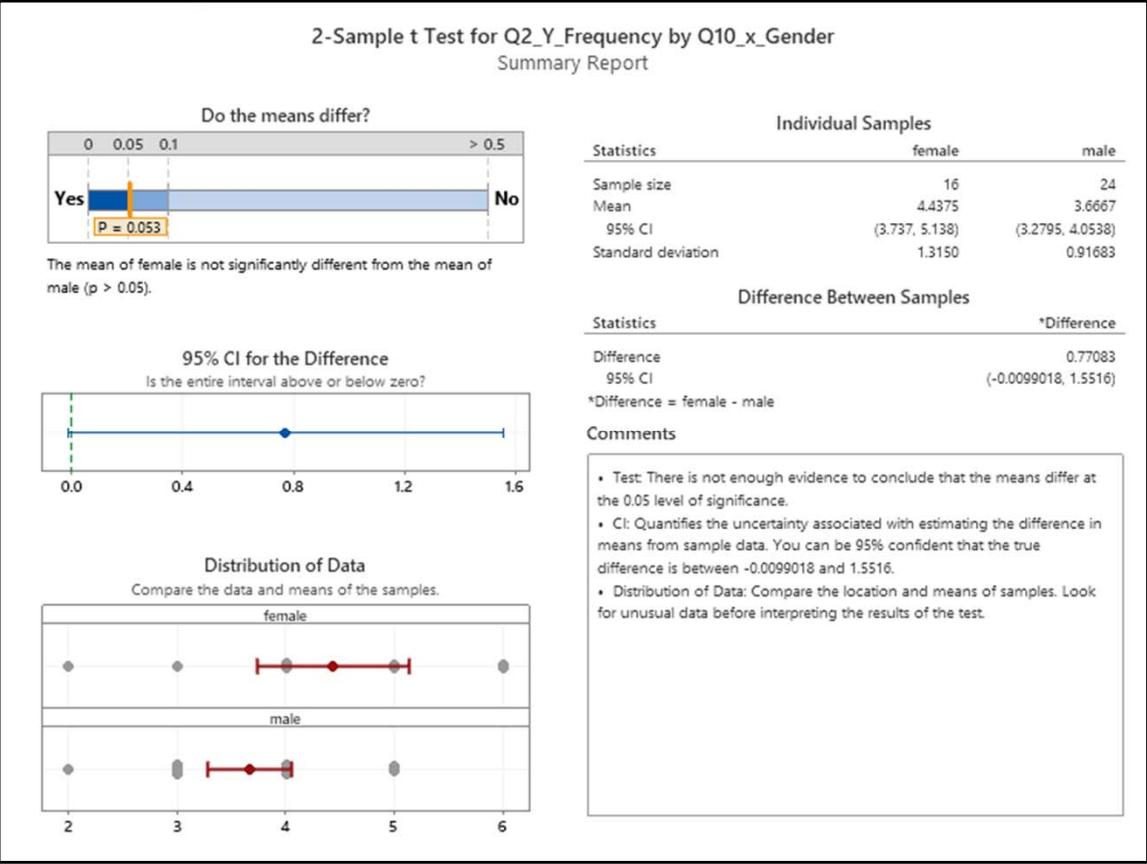 2-Sample t Test for Q2_Y_Frequency by Q10_x_Gender
Summary Report
Do the means differ?
0 0.05 0.1 > 0.5
Yes No
P = 0.053
The mean of female is not significantly different from the mean of
male (p > 0.05).
95% CI for the Difference
Is the entire interval above or below zero?
0.0 0.4 0.8 1.2 1.6
Distribution of Data
Compare the data and means of the samples.
female
male
2 3 4 5 6
Individual Samples
Statistics female male
Sample size 16 24
Mean 4.4375 3.6667
95% CI (3.737, 5.138) (3.2795, 4.0538)
Standard deviation 1.3150 0.91683
Difference Between Samples
Statistics *Difference
Difference 0.77083
95% CI (-0.0099018, 1.5516)
*Difference = female - male
Comments
• Test: There is not enough evidence to conclude that the means differ at
the 0.05 level of significance.
• CI: Quantifies the uncertainty associated with estimating the difference in
means from sample data. You can be 95% confident that the true
difference is between -0.0099018 and 1.5516.
• Distribution of Data: Compare the location and means of samples. Look
for unusual data before interpreting the results of the test.